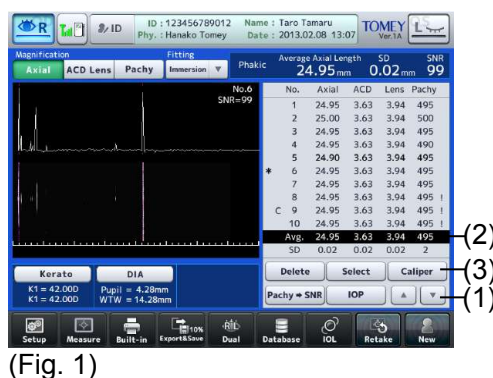 R T.a ID ID : 123456789012 Name : Taro Tamaru TOMEY L
Phy. : Hanako Tomey Date : 2013.02.08 13:07 Ver.1A
Magnification Fitting Phakic Average Axial Length SD SNR
Axial ACD Lens Pachy Immersion ▼ 24.95 mm 0.02 mm 99
No.6
SNR=99
No. Axial ACD Lens Pachy
1 24.95 3.63 3.94 495
2 25.00 3.63 3.94 500
3 24.95 3.63 3.94 495
4 24.95 3.63 3.94 490
5 24.90 3.63 3.94 495
* 6 24.95 3.63 3.94 495
7 24.95 3.63 3.94 495
8 24.95 3.63 3.94 495 !
C 9 24.95 3.63 3.94 495 !
10 24.95 3.63 3.94 495 !
Avg. 24.95 3.63 3.94 495 (2)
SD 0.02 0.02 0.02 2
Kerato DIA Delete Select Caliper (3)
K1 = 42.00D Pupil = 4.28mm
K1 = 42.00D WTW = 14.28mm
Pachy ➡ SNR IOP ▲ ▼ (1)
10% RtL
Setup Measure Built-in Export&Save Dual Database IOL Retake New
(Fig. 1)